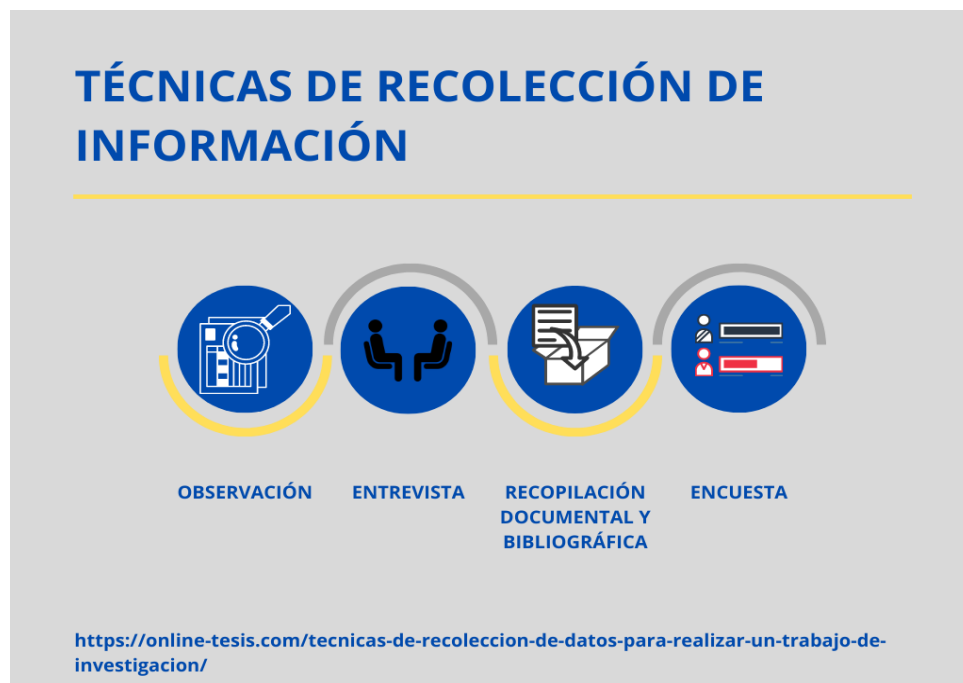 TÉCNICAS DE RECOLECCIÓN DE
INFORMACIÓN
OBSERVACIÓN
ENTREVISTA
RECOPILACIÓN
DOCUMENTAL Y
BIBLIOGRÁFICA
ENCUESTA
https://online-tesis.com/tecnicas-de-recoleccion-de-datos-para-realizar-un-trabajo-de-
investigacion/